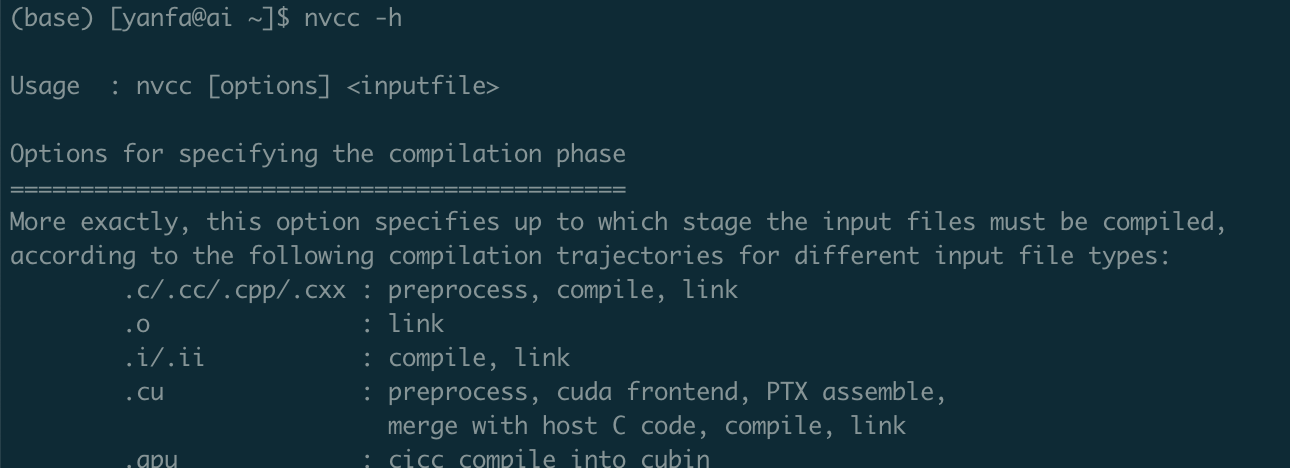 (base) [yanfa@ai ~]$ nvcc -h
Usage  : nvcc [options] <inputfile>
Options for specifying the compilation phase
============================================
More exactly, this option specifies up to which stage the input files must be compiled,
according to the following compilation trajectories for different input file types:
        .c/.cc/.cpp/.cxx : preprocess, compile, link
        .o               : link
        .i/.ii           : compile, link
        .cu              : preprocess, cuda frontend, PTX assemble,
                           merge with host C code, compile, link
        .gpu             : cicc compile into cubin